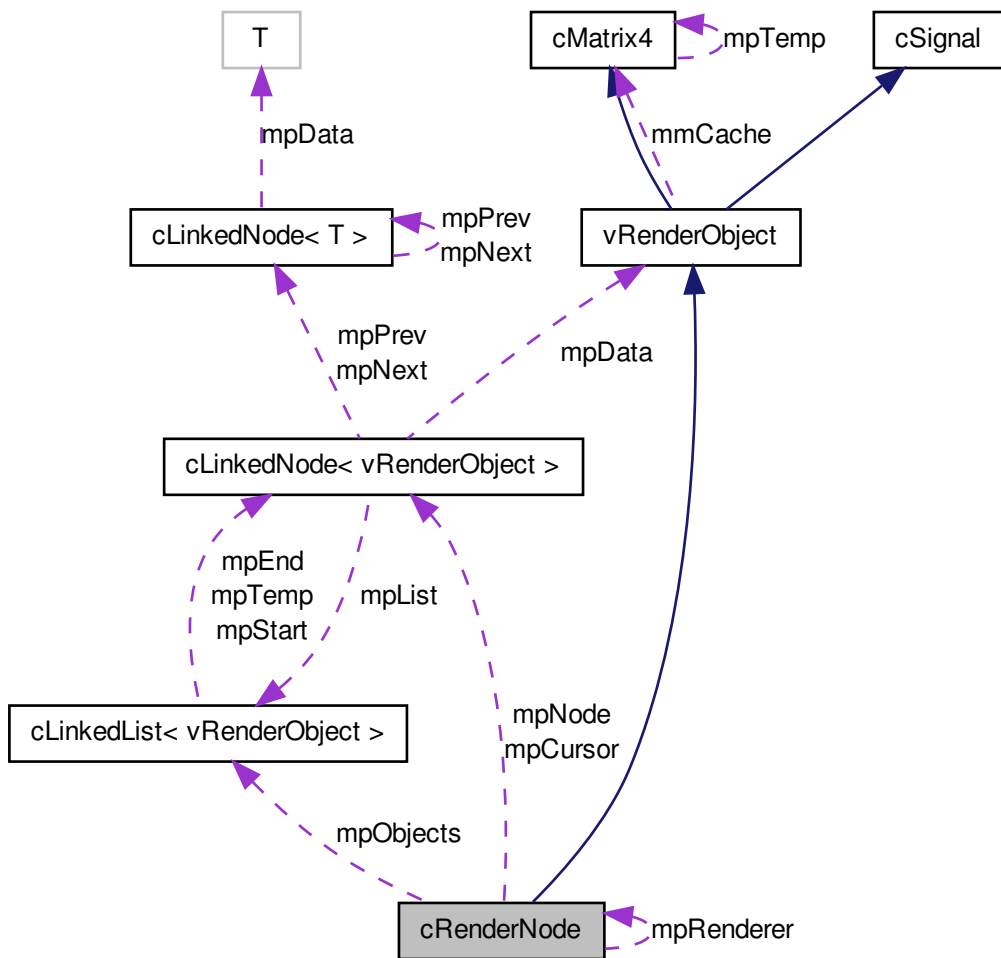 T
cMatrix4
mpTemp
cSignal
mpData
mmCache
cLinkedNode< T >
mpPrev
mpNext
vRenderObject
mpPrev
mpNext
mpData
cLinkedNode< vRenderObject >
mpEnd
mpTemp
mpStart
mpList
cLinkedList< vRenderObject >
mpNode
mpCursor
mpObjects
cRenderNode
mpRenderer